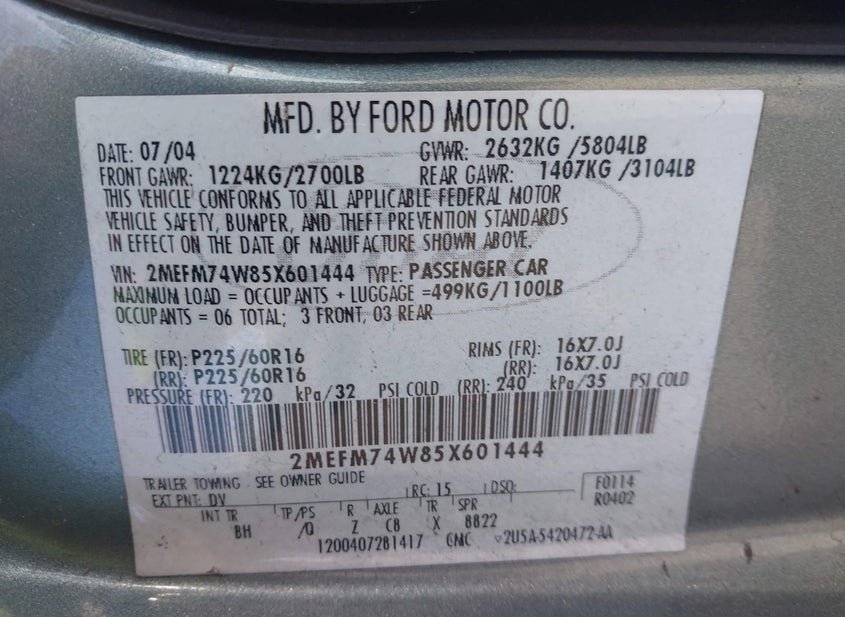 MFD. BY FORD MOTOR CO.
DATE: 07/04 GVWR: 2632KG /5804LB
FRONT GAWR: 1224KG/2700LB REAR GAWR: 1407KG /3104LB
THIS VEHICLE CONFORMS TO ALL APPLICABLE FEDERAL MOTOR
VEHICLE SAFETY, BUMPER, AND THEFT PREVENTION STANDARDS
IN EFFECT ON THE DATE OF MANUFACTURE SHOWN ABOVE.
VIN: 2MEFM74W85X601444 TYPE: PASSENGER CAR
MAXIMUM LOAD = OCCUPANTS + LUGGAGE =499KG/1100LB
OCCUPANTS = 06 TOTAL; 3 FRONT, 03 REAR
TIRE (FR): P225/60R16 RIMS (FR): 16X7.0J
(RR): P225/60R16 (RR): 16X7.0J
PRESSURE (FR): 220 kPa/32 PSI COLD (RR): 240 kPa/35 PSI COLD
2MEFM74W85X601444
TRAILER TOWING - SEE OWNER GUIDE
EXT PNT: DV RC: 15 DSO: F0114
R0402
INT TR TP/PS R AXLE TR SPR
BH /Q Z C8 X 8822
1200407281417 CMC 2U5A-5420472-AA